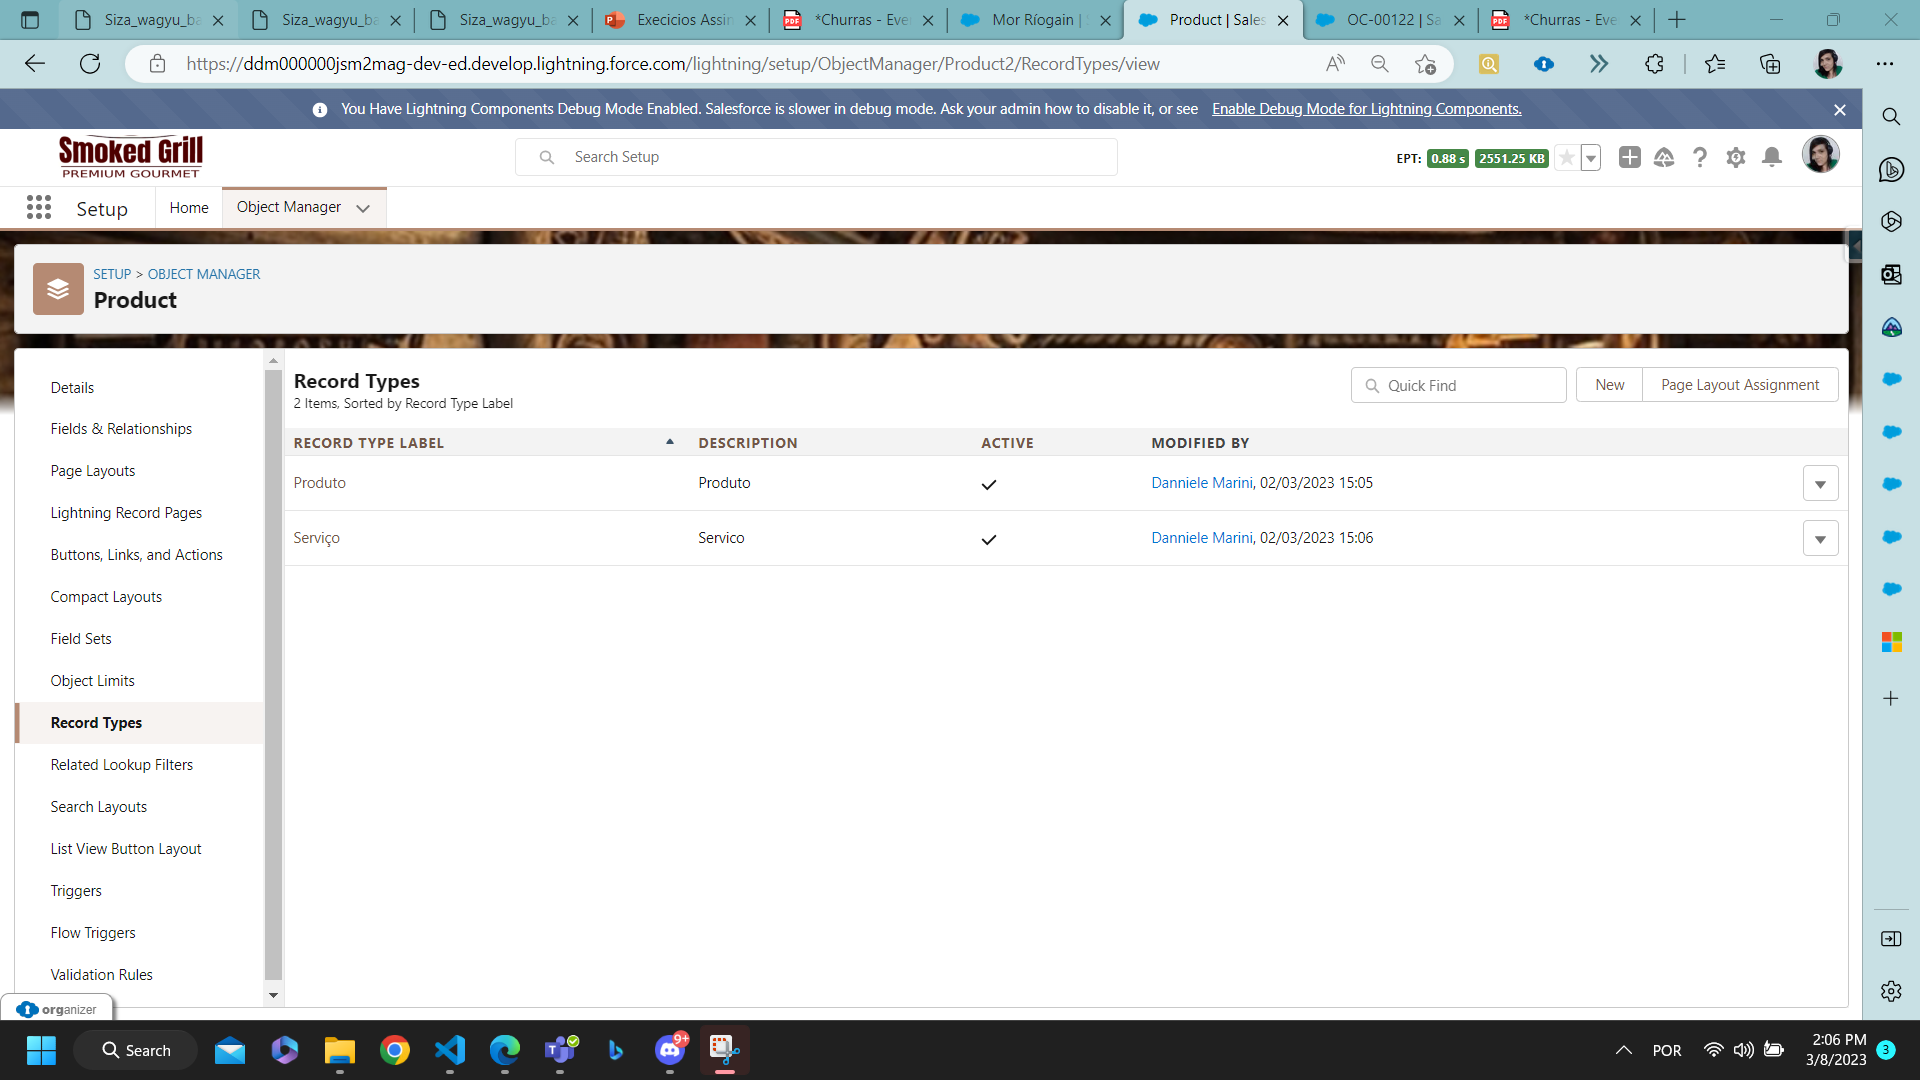 Siza_wagyu_ba
Siza_wagyu_ba
Siza_wagyu_ba
Execicios Assin
*Churras - Eve
Mor Ríogain |
Product | Sales
OC-00122 | Sa
*Churras - Eve
https://ddm000000jsm2mag-dev-ed.develop.lightning.force.com/lightning/setup/ObjectManager/Product2/RecordTypes/view
You Have Lightning Components Debug Mode Enabled. Salesforce is slower in debug mode. Ask your admin how to disable it, or see Enable Debug Mode for Lightning Components.
Smoked Grill
PREMIUM GOURMET
Search Setup
EPT: 0.88 s 2551.25 KB
Setup
Home
Object Manager
SETUP > OBJECT MANAGER
Product
Details
Fields & Relationships
Page Layouts
Lightning Record Pages
Buttons, Links, and Actions
Compact Layouts
Field Sets
Object Limits
Record Types
Related Lookup Filters
Search Layouts
List View Button Layout
Triggers
Flow Triggers
Validation Rules
Record Types
2 Items, Sorted by Record Type Label
Quick Find
New
Page Layout Assignment
RECORD TYPE LABEL DESCRIPTION ACTIVE MODIFIED BY
Produto Produto Danniele Marini, 02/03/2023 15:05
Serviço Servico Danniele Marini, 02/03/2023 15:06
organizer
Search
9+
POR
2:06 PM
3/8/2023
3